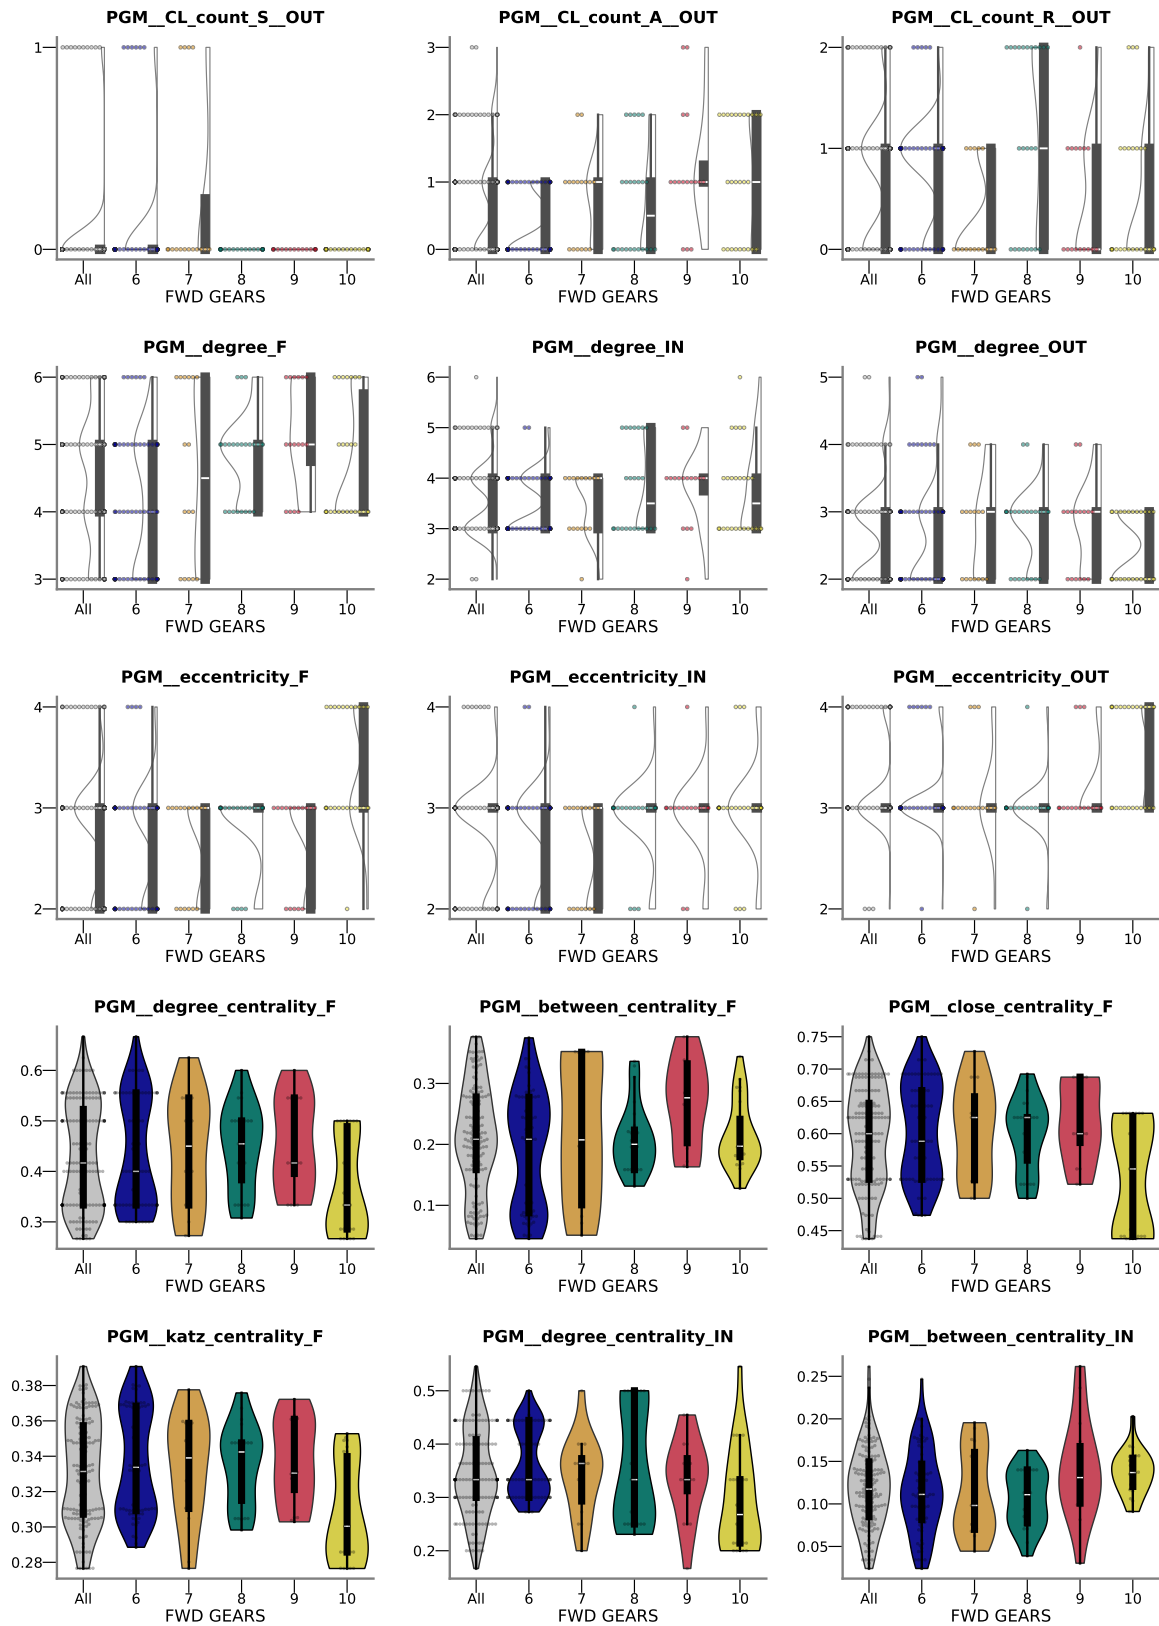 PGM__CL_count_S__OUT
1
0
All 6 7 8 9 10
FWD GEARS
PGM__CL_count_A__OUT
3
2
1
0
All 6 7 8 9 10
FWD GEARS
PGM__CL_count_R__OUT
2
1
0
All 6 7 8 9 10
FWD GEARS
PGM__degree_F
6
5
4
3
All 6 7 8 9 10
FWD GEARS
PGM__degree_IN
6
5
4
3
2
All 6 7 8 9 10
FWD GEARS
PGM__degree_OUT
5
4
3
2
All 6 7 8 9 10
FWD GEARS
PGM__eccentricity_F
4
3
2
All 6 7 8 9 10
FWD GEARS
PGM__eccentricity_IN
4
3
2
All 6 7 8 9 10
FWD GEARS
PGM__eccentricity_OUT
4
3
2
All 6 7 8 9 10
FWD GEARS
PGM__degree_centrality_F
0.6
0.5
0.4
0.3
All 6 7 8 9 10
FWD GEARS
PGM__between_centrality_F
0.3
0.2
0.1
All 6 7 8 9 10
FWD GEARS
PGM__close_centrality_F
0.75
0.70
0.65
0.60
0.55
0.50
0.45
All 6 7 8 9 10
FWD GEARS
PGM__katz_centrality_F
0.38
0.36
0.34
0.32
0.30
0.28
All 6 7 8 9 10
FWD GEARS
PGM__degree_centrality_IN
0.5
0.4
0.3
0.2
All 6 7 8 9 10
FWD GEARS
PGM__between_centrality_IN
0.25
0.20
0.15
0.10
0.05
All 6 7 8 9 10
FWD GEARS